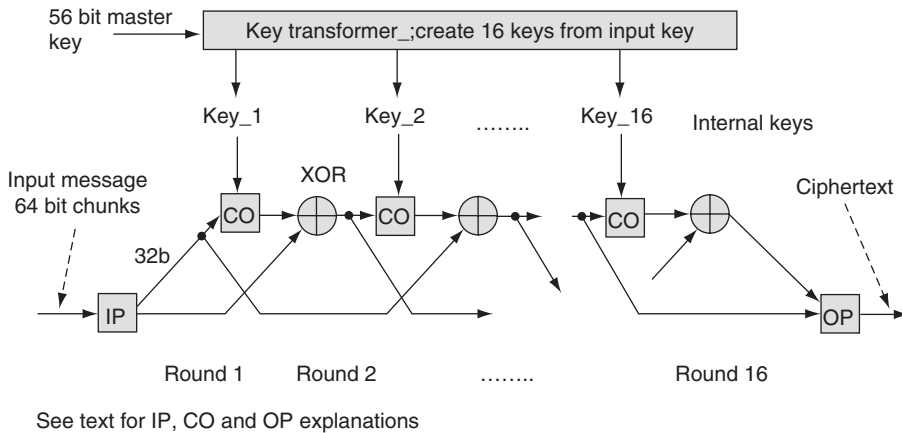 56 bit master
key
Key transformer_;create 16 keys from input key
Key_1
Key_2
........
Key_16
Internal keys
Input message
64 bit chunks
XOR
Ciphertext
CO
CO
CO
32b
IP
OP
Round 1
Round 2
........
Round 16
See text for IP, CO and OP explanations